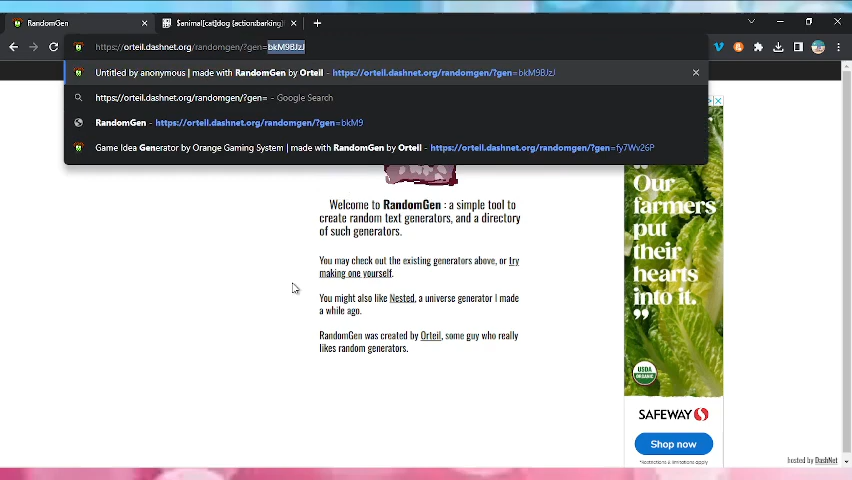 RandomGen
$animal[cat]dog {actionbarking}
https://orteil.dashnet.org/randomgen/?gen=bkM9BJzJ
Untitled by anonymous | made with RandomGen by Orteil - https://orteil.dashnet.org/randomgen/?gen=bkM9BJzJ
https://orteil.dashnet.org/randomgen/?gen= - Google Search
RandomGen - https://orteil.dashnet.org/randomgen/?gen=bkM9
Game Idea Generator by Orange Gaming System | made with RandomGen by Orteil - https://orteil.dashnet.org/randomgen/?gen=fy7Wv26P
Welcome to RandomGen : a simple tool to
create random text generators, and a directory
of such generators.
You may check out the existing generators above, or try
making one yourself.
You might also like Nested, a universe generator I made
a while ago.
RandomGen was created by Orteil, some guy who really
likes random generators.
"Our
farmers
put
their
hearts
into it."
USDA
ORGANIC
SAFEWAY
Shop now
*Restrictions & limitations apply
hosted by DashNet